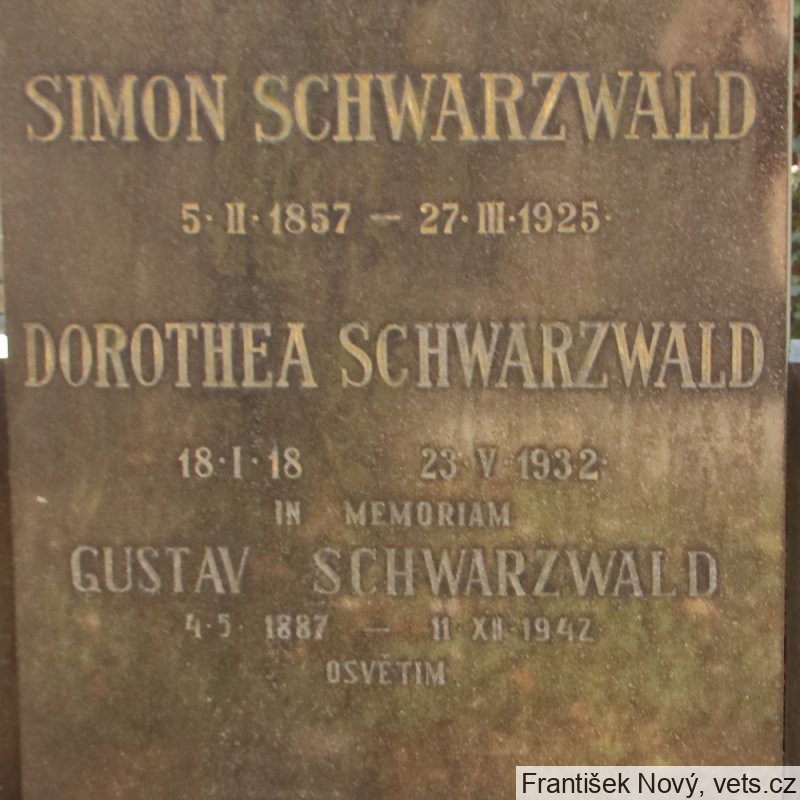 SIMON SCHWARZWALD
5·II·1857 — 27·III·1925·
DOROTHEA SCHWARZWALD
18·I·18 23·V·1932·
IN MEMORIAM
GUSTAV SCHWARZWALD
4·5· 1887 — 11·XII·1942
OSVĚTIM
František Nový, vets.cz